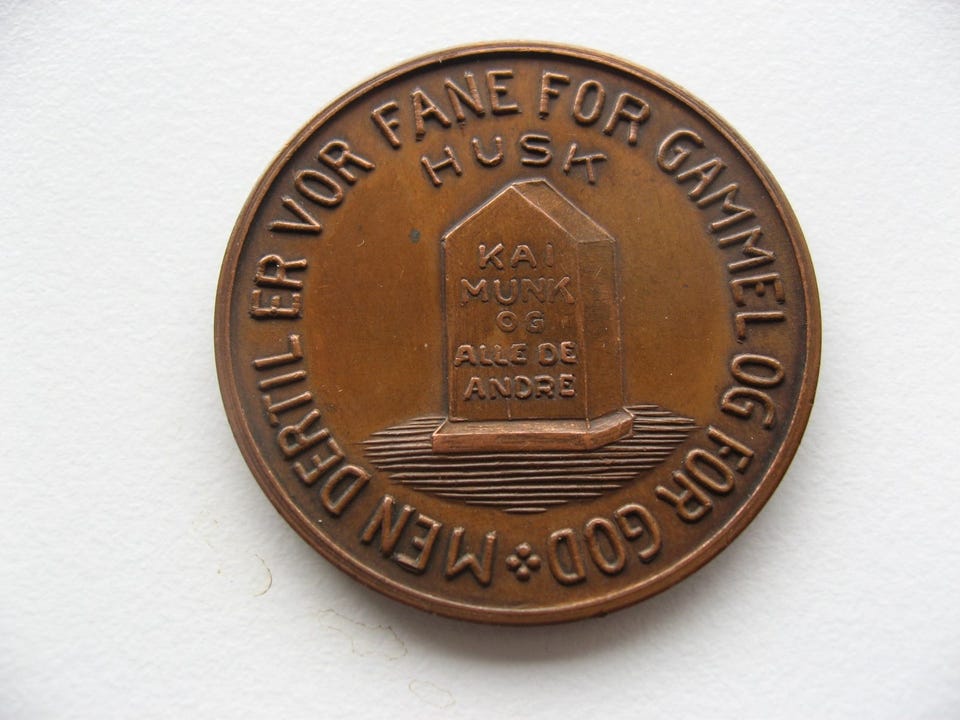 MEN DERTIL ER VOR FANE FOR GAMMEL OG FOR GOD
HUSK
KAI
MUNK
OG
ALLE DE
ANDRE